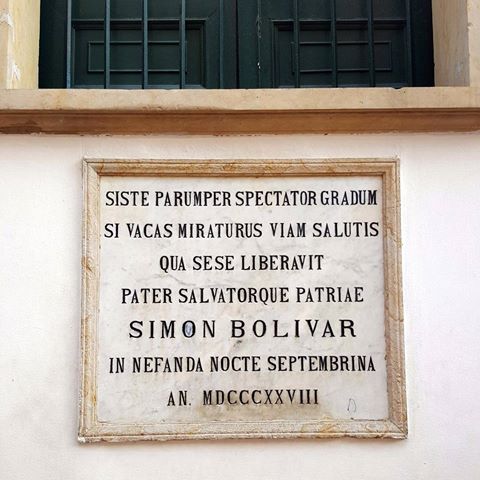 SISTE PARUMPER SPECTATOR GRADUM
SI VACAS MIRATURUS VIAM SALUTIS
QUA SESE LIBERAVIT
PATER SALVATORQUE PATRIAE
SIMON BOLIVAR
IN NEFANDA NOCTE SEPTEMBRINA
AN. MDCCCXXVIII